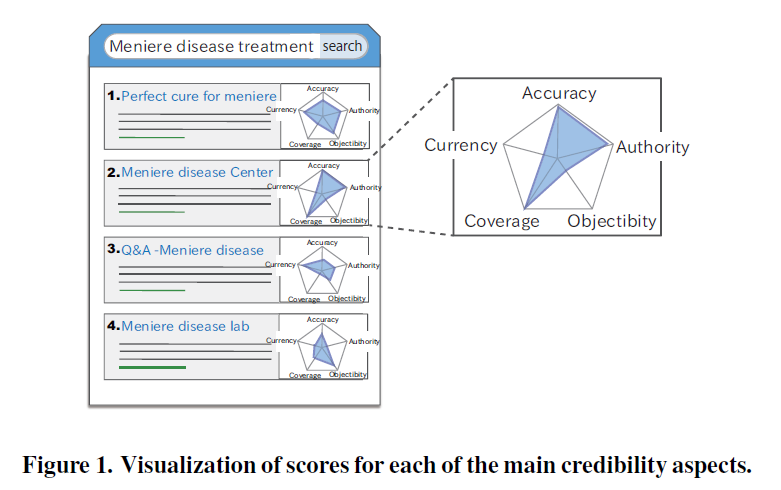 Meniere disease treatment search
1. Perfect cure for meniere
Accuracy
Currency
Authority
Coverage
Objectibity
2. Meniere disease Center
Accuracy
Currency
Authority
Coverage
Objectibity
3. Q&A -Meniere disease
Accuracy
Currency
Authority
Coverage
Objectibity
4. Meniere disease lab
Accuracy
Currency
Authority
Coverage
Objectibity
Accuracy
Currency
Authority
Coverage
Objectibity
Figure 1. Visualization of scores for each of the main credibility aspects.